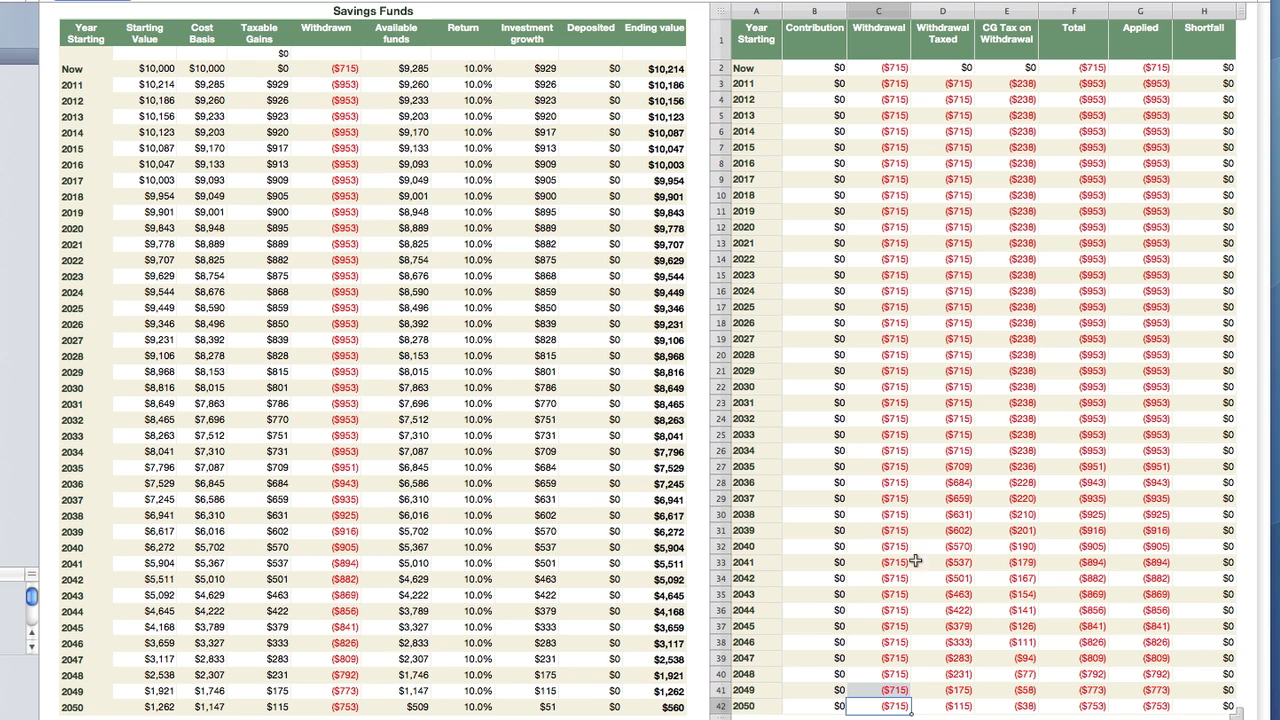 Savings Funds
Year Starting Starting Value Cost Basis Taxable Gains Withdrawn Available funds Return Investment growth Deposited Ending value
$0
Now $10,000 $10,000 $0 ($715) $9,285 10.0% $929 $0 $10,214
2011 $10,214 $9,285 $929 ($953) $9,260 10.0% $926 $0 $10,186
2012 $10,186 $9,260 $926 ($953) $9,233 10.0% $923 $0 $10,156
2013 $10,156 $9,233 $923 ($953) $9,203 10.0% $920 $0 $10,123
2014 $10,123 $9,203 $920 ($953) $9,170 10.0% $917 $0 $10,087
2015 $10,087 $9,170 $917 ($953) $9,133 10.0% $913 $0 $10,047
2016 $10,047 $9,133 $913 ($953) $9,093 10.0% $909 $0 $10,003
2017 $10,003 $9,093 $909 ($953) $9,049 10.0% $905 $0 $9,954
2018 $9,954 $9,049 $905 ($953) $9,001 10.0% $900 $0 $9,901
2019 $9,901 $9,001 $900 ($953) $8,948 10.0% $895 $0 $9,843
2020 $9,843 $8,948 $895 ($953) $8,889 10.0% $889 $0 $9,778
2021 $9,778 $8,889 $889 ($953) $8,825 10.0% $882 $0 $9,707
2022 $9,707 $8,825 $882 ($953) $8,754 10.0% $875 $0 $9,629
2023 $9,629 $8,754 $875 ($953) $8,676 10.0% $868 $0 $9,544
2024 $9,544 $8,676 $868 ($953) $8,590 10.0% $859 $0 $9,449
2025 $9,449 $8,590 $859 ($953) $8,496 10.0% $850 $0 $9,346
2026 $9,346 $8,496 $850 ($953) $8,392 10.0% $839 $0 $9,231
2027 $9,231 $8,392 $839 ($953) $8,278 10.0% $828 $0 $9,106
2028 $9,106 $8,278 $828 ($953) $8,153 10.0% $815 $0 $8,968
2029 $8,968 $8,153 $815 ($953) $8,015 10.0% $801 $0 $8,816
2030 $8,816 $8,015 $801 ($953) $7,863 10.0% $786 $0 $8,649
2031 $8,649 $7,863 $786 ($953) $7,696 10.0% $770 $0 $8,465
2032 $8,465 $7,696 $770 ($953) $7,512 10.0% $751 $0 $8,263
2033 $8,263 $7,512 $751 ($953) $7,310 10.0% $731 $0 $8,041
2034 $8,041 $7,310 $731 ($953) $7,087 10.0% $709 $0 $7,796
2035 $7,796 $7,087 $709 ($951) $6,845 10.0% $684 $0 $7,529
2036 $7,529 $6,845 $684 ($943) $6,586 10.0% $659 $0 $7,245
2037 $7,245 $6,586 $659 ($935) $6,310 10.0% $631 $0 $6,941
2038 $6,941 $6,310 $631 ($925) $6,016 10.0% $602 $0 $6,617
2039 $6,617 $6,016 $602 ($916) $5,702 10.0% $570 $0 $6,272
2040 $6,272 $5,702 $570 ($905) $5,367 10.0% $537 $0 $5,904
2041 $5,904 $5,367 $537 ($894) $5,010 10.0% $501 $0 $5,511
2042 $5,511 $5,010 $501 ($882) $4,629 10.0% $463 $0 $5,092
2043 $5,092 $4,629 $463 ($869) $4,222 10.0% $422 $0 $4,645
2044 $4,645 $4,222 $422 ($856) $3,789 10.0% $379 $0 $4,168
2045 $4,168 $3,789 $379 ($841) $3,327 10.0% $333 $0 $3,659
2046 $3,659 $3,327 $333 ($826) $2,833 10.0% $283 $0 $3,117
2047 $3,117 $2,833 $283 ($809) $2,307 10.0% $231 $0 $2,538
2048 $2,538 $2,307 $231 ($792) $1,747 10.0% $175 $0 $1,921
2049 $1,921 $1,746 $175 ($773) $1,147 10.0% $115 $0 $1,262
2050 $1,262 $1,147 $115 ($753) $509 10.0% $51 $0 $560
A B C D E F G H
1 Year Starting Contribution Withdrawal Withdrawal Taxed CG Tax on Withdrawal Total Applied Shortfall
2 Now $0 ($715) $0 $0 ($715) ($715) $0
3 2011 $0 ($715) ($715) ($238) ($953) ($953) $0
4 2012 $0 ($715) ($715) ($238) ($953) ($953) $0
5 2013 $0 ($715) ($715) ($238) ($953) ($953) $0
6 2014 $0 ($715) ($715) ($238) ($953) ($953) $0
7 2015 $0 ($715) ($715) ($238) ($953) ($953) $0
8 2016 $0 ($715) ($715) ($238) ($953) ($953) $0
9 2017 $0 ($715) ($715) ($238) ($953) ($953) $0
10 2018 $0 ($715) ($715) ($238) ($953) ($953) $0
11 2019 $0 ($715) ($715) ($238) ($953) ($953) $0
12 2020 $0 ($715) ($715) ($238) ($953) ($953) $0
13 2021 $0 ($715) ($715) ($238) ($953) ($953) $0
14 2022 $0 ($715) ($715) ($238) ($953) ($953) $0
15 2023 $0 ($715) ($715) ($238) ($953) ($953) $0
16 2024 $0 ($715) ($715) ($238) ($953) ($953) $0
17 2025 $0 ($715) ($715) ($238) ($953) ($953) $0
18 2026 $0 ($715) ($715) ($238) ($953) ($953) $0
19 2027 $0 ($715) ($715) ($238) ($953) ($953) $0
20 2028 $0 ($715) ($715) ($238) ($953) ($953) $0
21 2029 $0 ($715) ($715) ($238) ($953) ($953) $0
22 2030 $0 ($715) ($715) ($238) ($953) ($953) $0
23 2031 $0 ($715) ($715) ($238) ($953) ($953) $0
24 2032 $0 ($715) ($715) ($238) ($953) ($953) $0
25 2033 $0 ($715) ($715) ($238) ($953) ($953) $0
26 2034 $0 ($715) ($715) ($238) ($953) ($953) $0
27 2035 $0 ($715) ($709) ($236) ($951) ($951) $0
28 2036 $0 ($715) ($684) ($228) ($943) ($943) $0
29 2037 $0 ($715) ($659) ($220) ($935) ($935) $0
30 2038 $0 ($715) ($631) ($210) ($925) ($925) $0
31 2039 $0 ($715) ($602) ($201) ($916) ($916) $0
32 2040 $0 ($715) ($570) ($190) ($905) ($905) $0
33 2041 $0 ($715) ($537) ($179) ($894) ($894) $0
34 2042 $0 ($715) ($501) ($167) ($882) ($882) $0
35 2043 $0 ($715) ($463) ($154) ($869) ($869) $0
36 2044 $0 ($715) ($422) ($141) ($856) ($856) $0
37 2045 $0 ($715) ($379) ($126) ($841) ($841) $0
38 2046 $0 ($715) ($333) ($111) ($826) ($826) $0
39 2047 $0 ($715) ($283) ($94) ($809) ($809) $0
40 2048 $0 ($715) ($231) ($77) ($792) ($792) $0
41 2049 $0 ($715) ($175) ($58) ($773) ($773) $0
42 2050 $0 ($715) ($115) ($38) ($753) ($753) $0